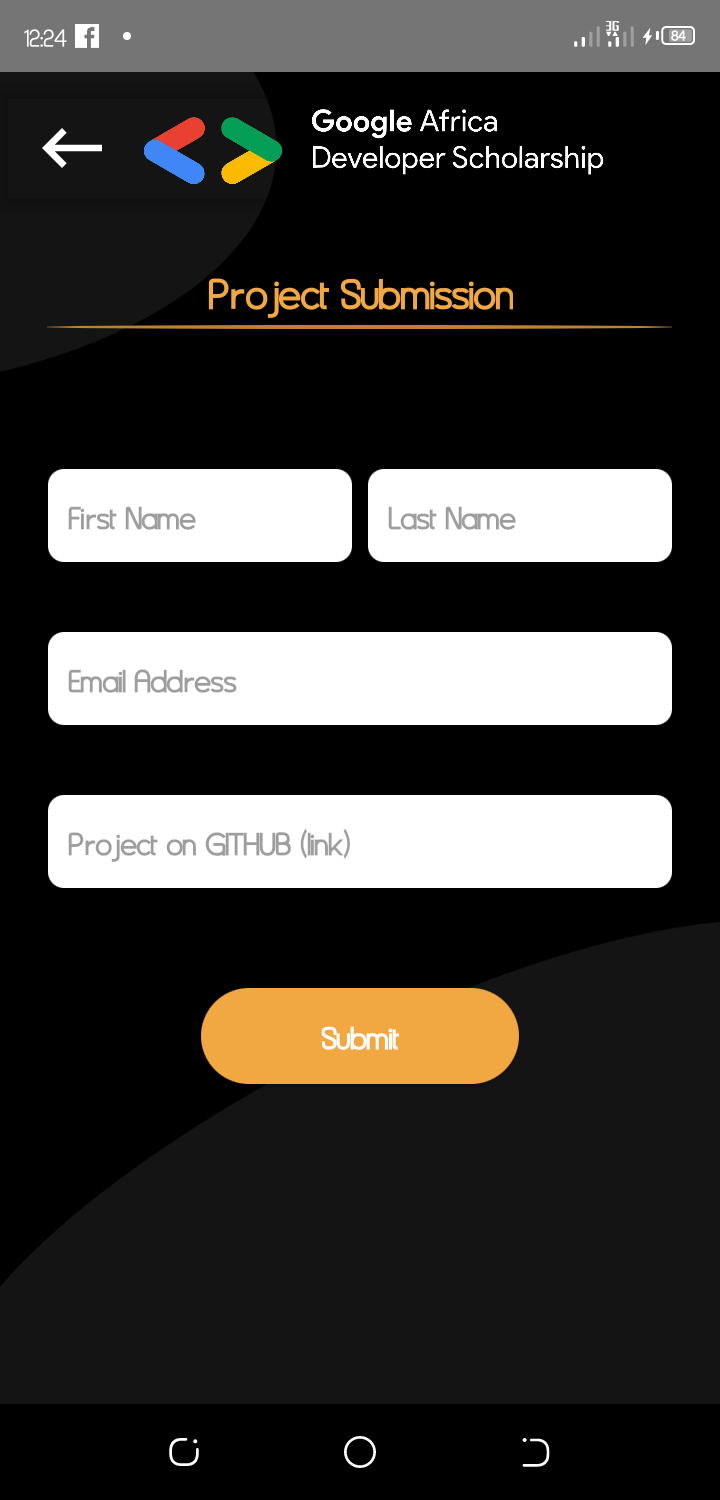 12:24
3G
84
Google Africa
Developer Scholarship
Project Submission
First Name
Last Name
Email Address
Project on GITHUB (link)
Submit